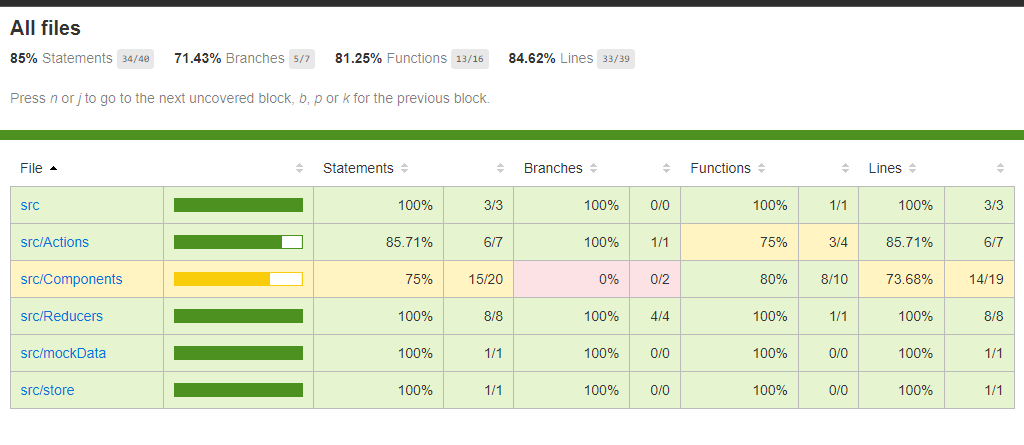 All files
85% Statements 34/40 71.43% Branches 5/7 81.25% Functions 13/16 84.62% Lines 33/39
Press n or j to go to the next uncovered block, b, p or k for the previous block.
File Statements Branches Functions Lines
src 100% 3/3 100% 0/0 100% 1/1 100% 3/3
src/Actions 85.71% 6/7 100% 1/1 75% 3/4 85.71% 6/7
src/Components 75% 15/20 0% 0/2 80% 8/10 73.68% 14/19
src/Reducers 100% 8/8 100% 4/4 100% 1/1 100% 8/8
src/mockData 100% 1/1 100% 0/0 100% 0/0 100% 1/1
src/store 100% 1/1 100% 0/0 100% 0/0 100% 1/1